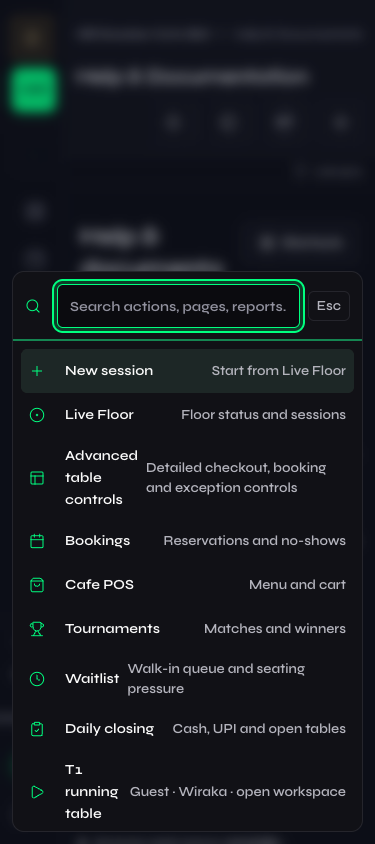 Help & Documentation
Help &
Search actions, pages, reports.
Esc
New session Start from Live Floor
Live Floor Floor status and sessions
Advanced
table
controls
Detailed checkout, booking
and exception controls
Bookings Reservations and no-shows
Cafe POS Menu and cart
Tournaments Matches and winners
Waitlist
Walk-in queue and seating
pressure
Daily closing Cash, UPI and open tables
T1
running
table
Guest · Wiraka · open workspace